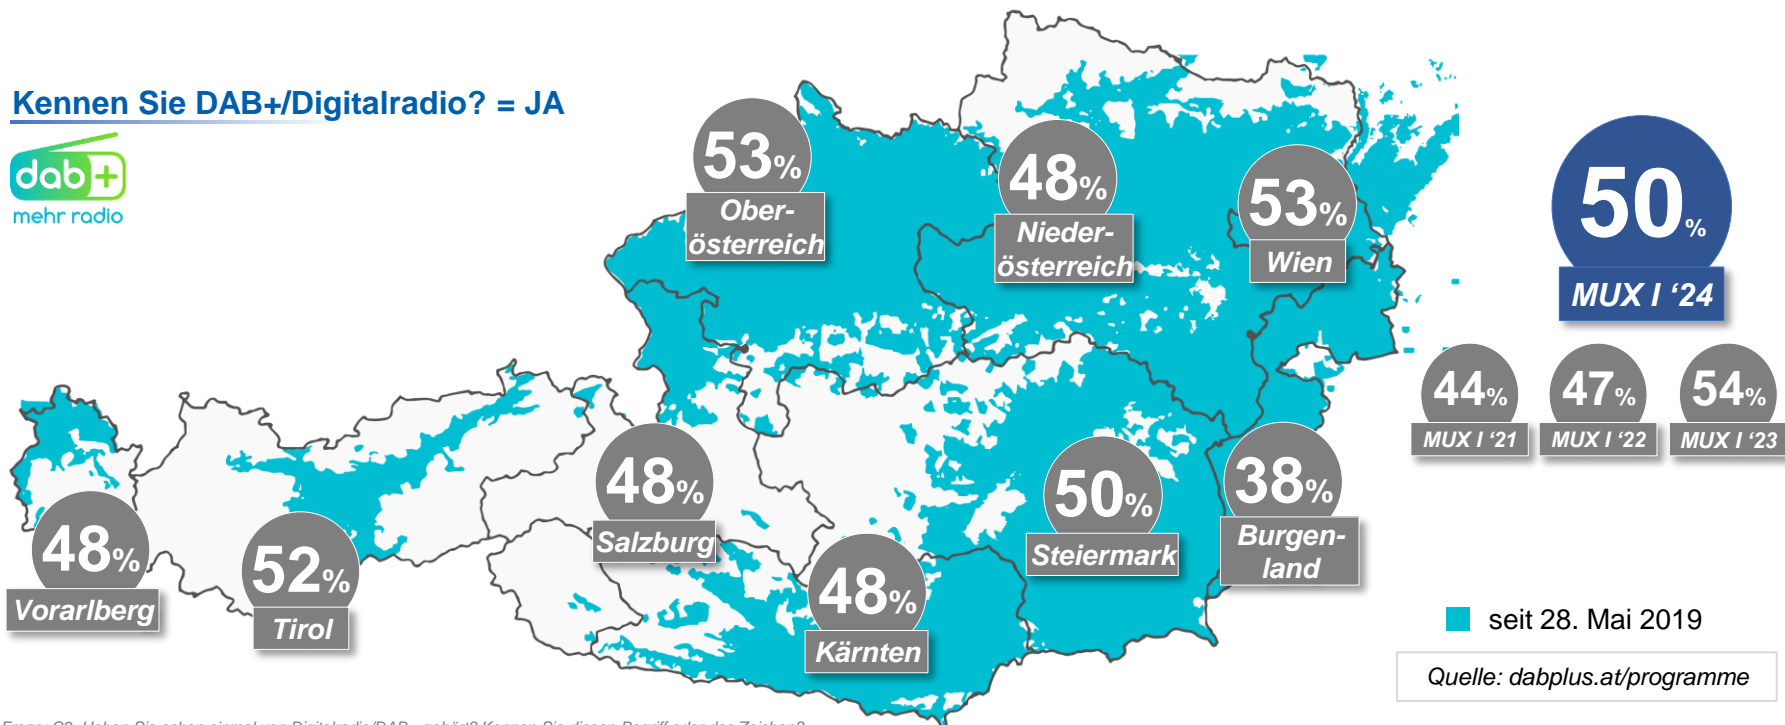 Kennen Sie DAB+/Digitalradio? = JA
dab+
mehr radio
53%
Ober-
österreich
48%
Nieder-
österreich
53%
Wien
50%
MUX I ‘24
44%
MUX I ‘21
47%
MUX I ‘22
54%
MUX I ‘23
48%
Vorarlberg
52%
Tirol
48%
Salzburg
48%
Kärnten
50%
Steiermark
38%
Burgen-
land
seit 28. Mai 2019
Quelle: dabplus.at/programme